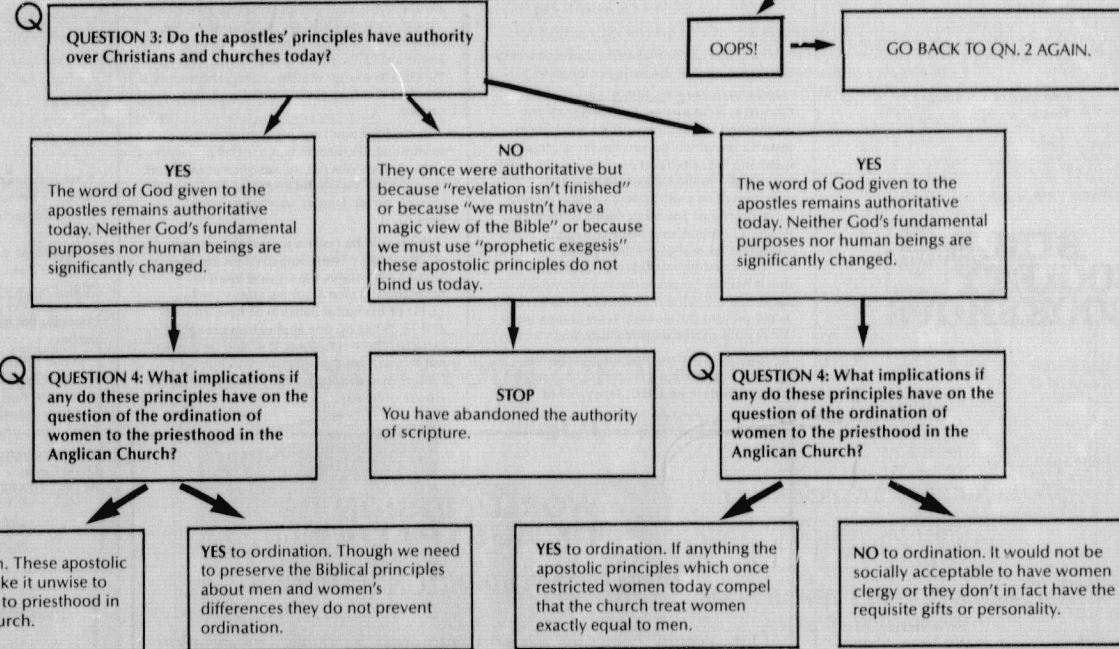 Q
QUESTION 3: Do the apostles' principles have authority
over Christians and churches today?
OOPS!
GO BACK TO QN. 2 AGAIN.
YES
The word of God given to the
apostles remains authoritative
today. Neither God's fundamental
purposes nor human beings are
significantly changed.
NO
They once were authoritative but
because "revelation isn't finished"
or because "we mustn't have a
magic view of the Bible" or because
we must use "prophetic exegesis"
these apostolic principles do not
bind us today.
YES
The word of God given to the
apostles remains authoritative
today. Neither God's fundamental
purposes nor human beings are
significantly changed.
Q
QUESTION 4: What implications if
any do these principles have on the
question of the ordination of
women to the priesthood in the
Anglican Church?
STOP
You have abandoned the authority
of scripture.
Q
QUESTION 4: What implications if
any do these principles have on the
question of the ordination of
women to the priesthood in the
Anglican Church?
n. These apostolic
ke it unwise to
to priesthood in
urch.
YES to ordination. Though we need
to preserve the Biblical principles
about men and women's
differences they do not prevent
ordination.
YES to ordination. If anything the
apostolic principles which once
restricted women today compel
that the church treat women
exactly equal to men.
NO to ordination. It would not be
socially acceptable to have women
clergy or they don't in fact have the
requisite gifts or personality.